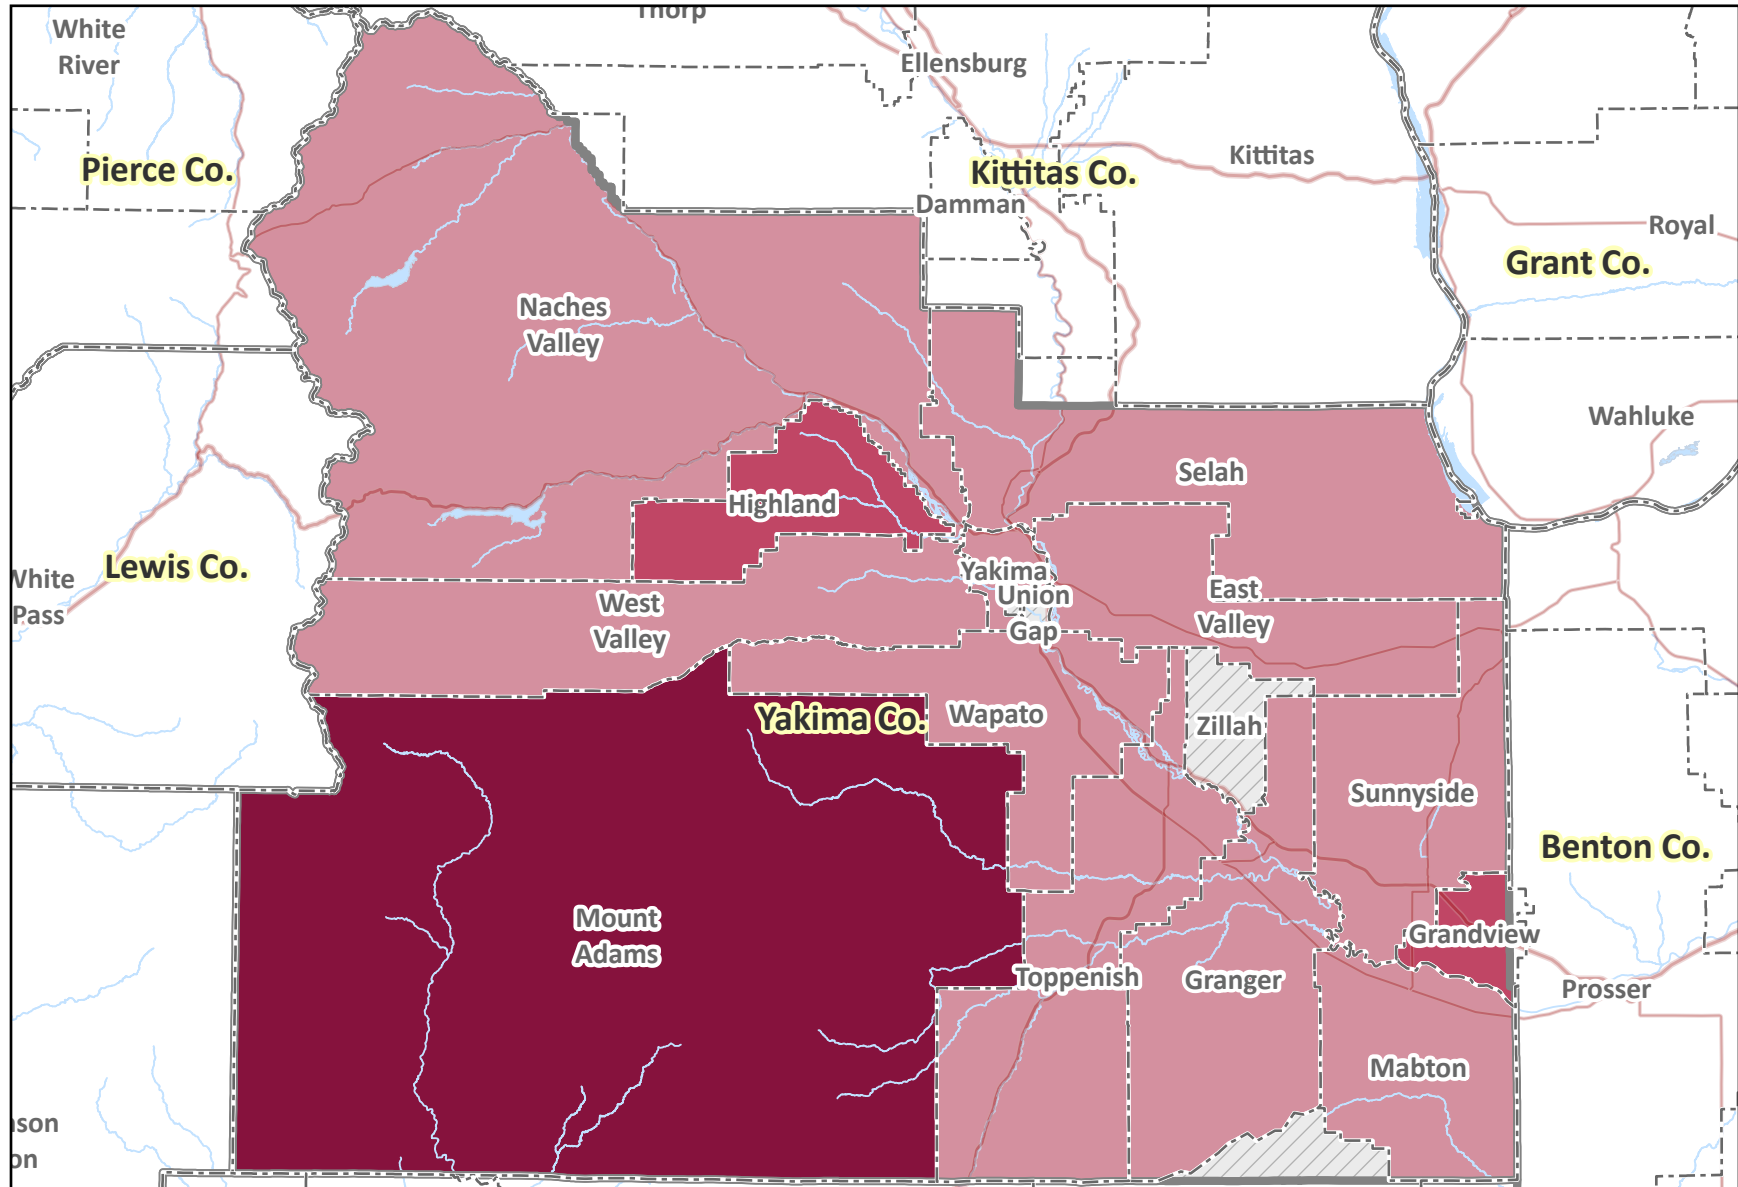 Thorp
White
River
Ellensburg
Kittitas
Pierce Co.
Kittitas Co.
Damman
Royal
Grant Co.
Naches
Valley
Wahluke
Selah
Highland
Lewis Co.
White
Pass
Yakima
Union
Gap
East
Valley
West
Valley
Yakima Co.
Wapato
Zillah
Sunnyside
Benton Co.
Mount
Adams
Grandview
Toppenish
Granger
Prosser
Mabton
son
on